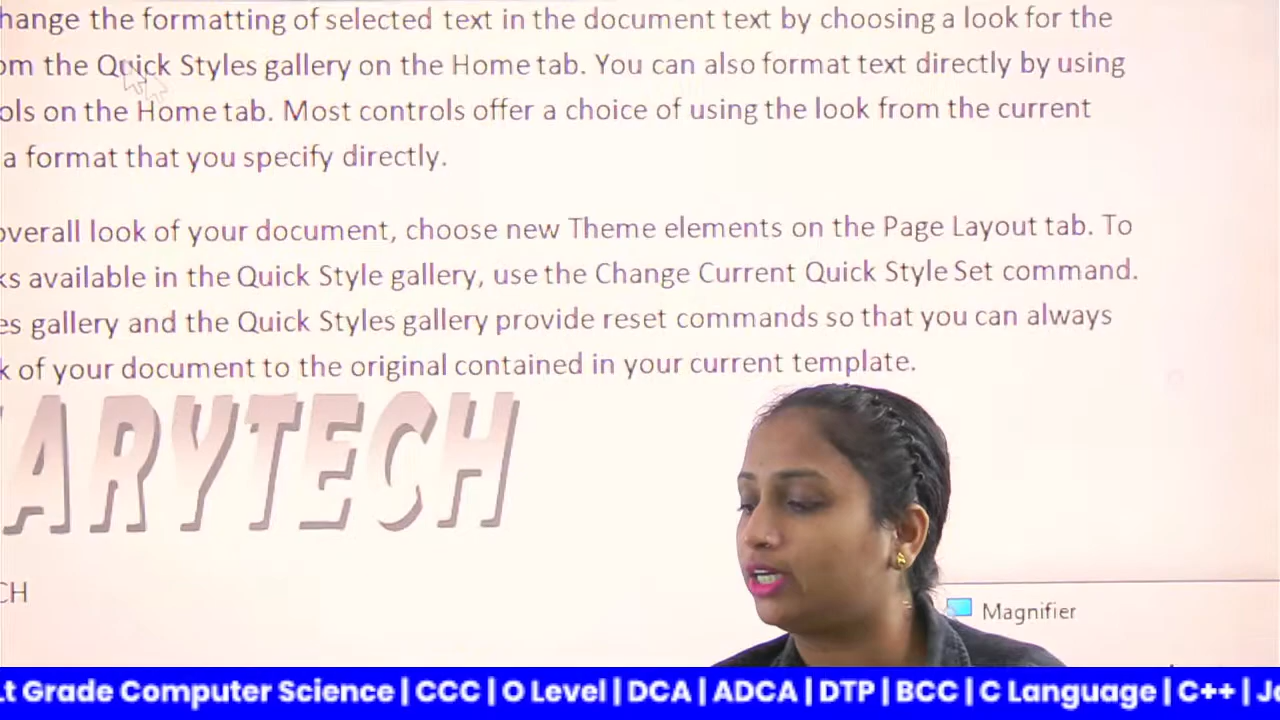 hange the formatting of selected text in the document text by choosing a look for the
om the Quick Styles gallery on the Home tab. You can also format text directly by using
ols on the Home tab. Most controls offer a choice of using the look from the current
a format that you specify directly.
overall look of your document, choose new Theme elements on the Page Layout tab. To
ks available in the Quick Style gallery, use the Change Current Quick Style Set command.
es gallery and the Quick Styles gallery provide reset commands so that you can always
k of your document to the original contained in your current template.
ARYTECH
CH
Magnifier
Lt Grade Computer Science | CCC | O Level | DCA | ADCA | DTP | BCC | C Language | C++ | Ja